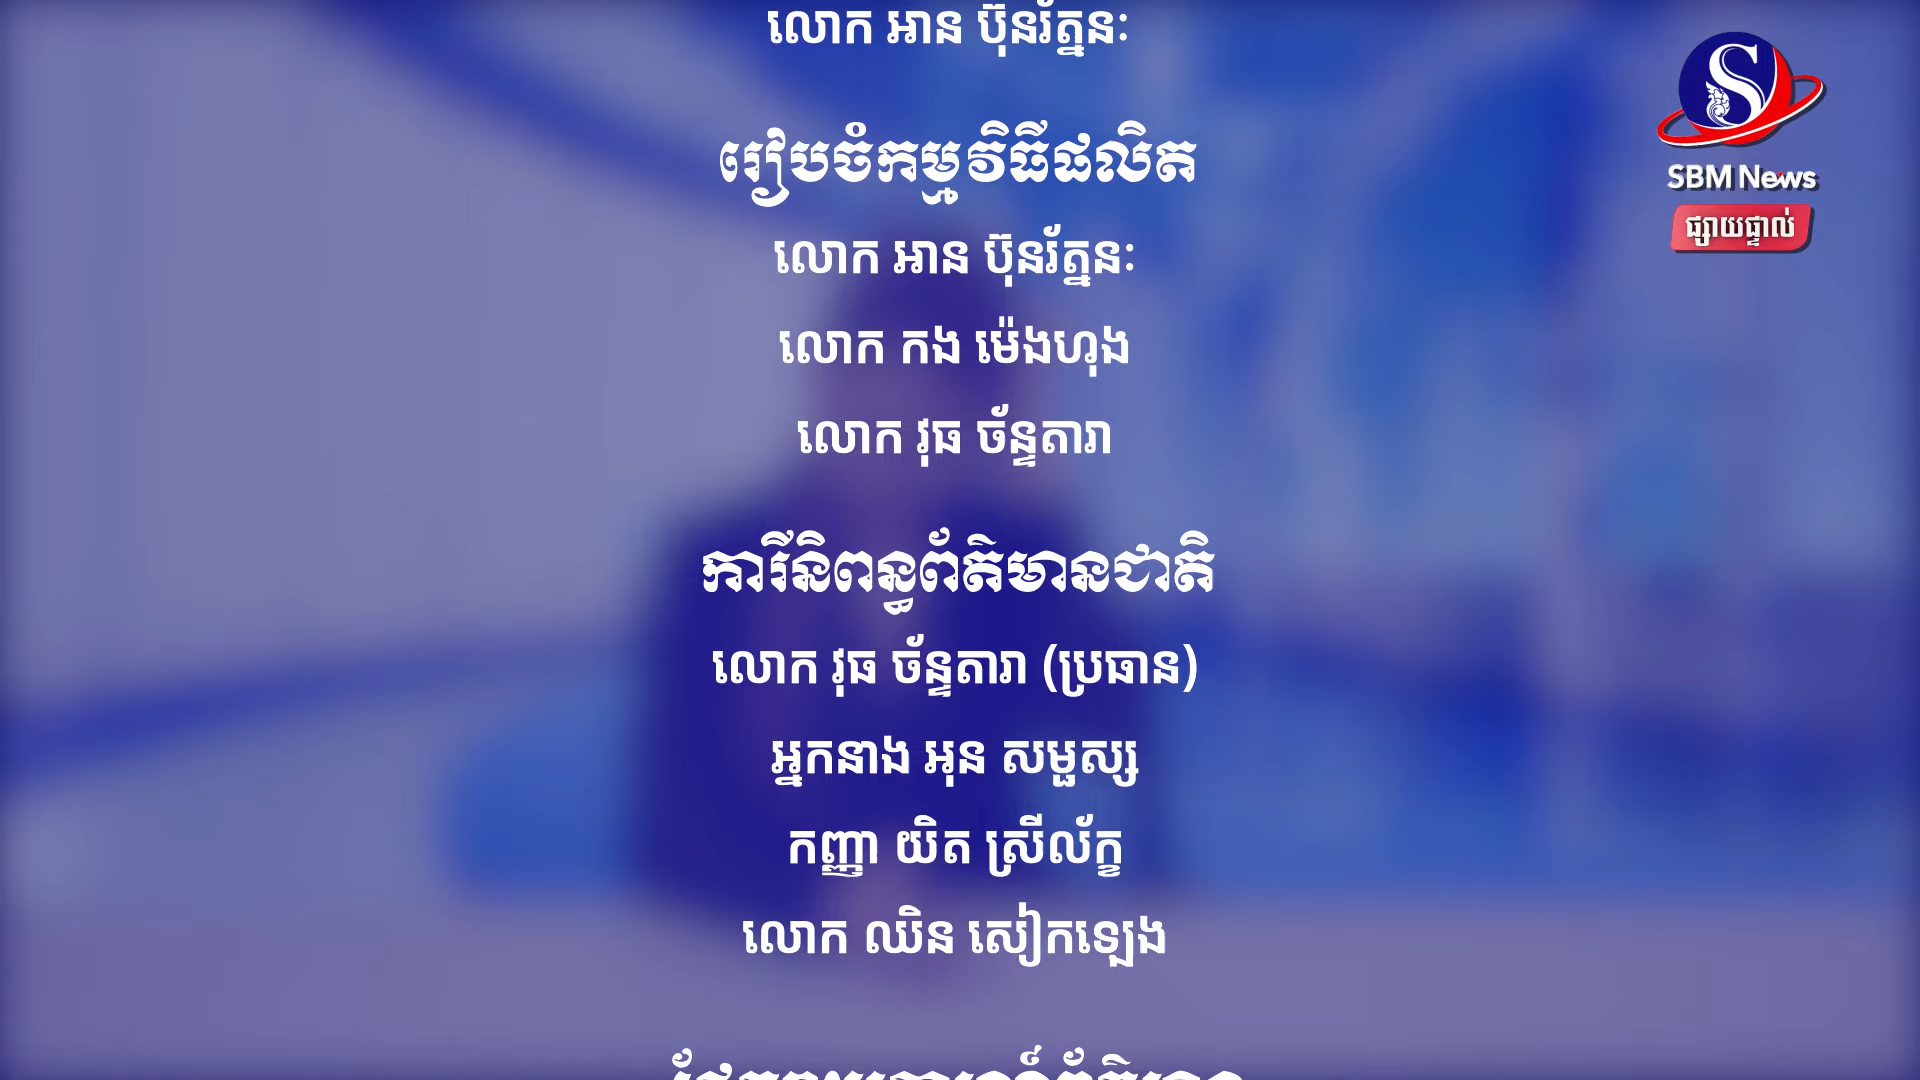 លោក អាន ប៊ុនរ័ត្ននៈ
រៀបចំកម្មវិធីផលិត
លោក អាន ប៊ុនរ័ត្ននៈ
លោក កង ម៉េងហុង
លោក វុធ ច័ន្ទតារា
ការីនិពន្ធព័ត៌មានជាតិ
លោក វុធ ច័ន្ទតារា (ប្រធាន)
អ្នកនាង អុន សម្ផស្ស
កញ្ញា យិត ស្រីល័ក្ខ
លោក ឈិន សៀកឡេង
SBM News
ផ្សាយផ្ទាល់